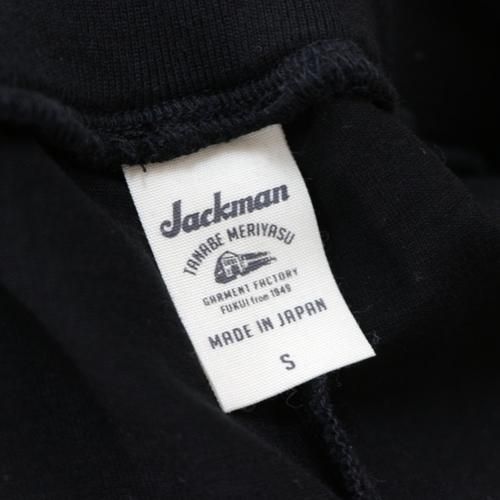 Jackman
TANABE MERIYASU
GARMENT FACTORY
FUKUI from 1949
MADE IN JAPAN
S